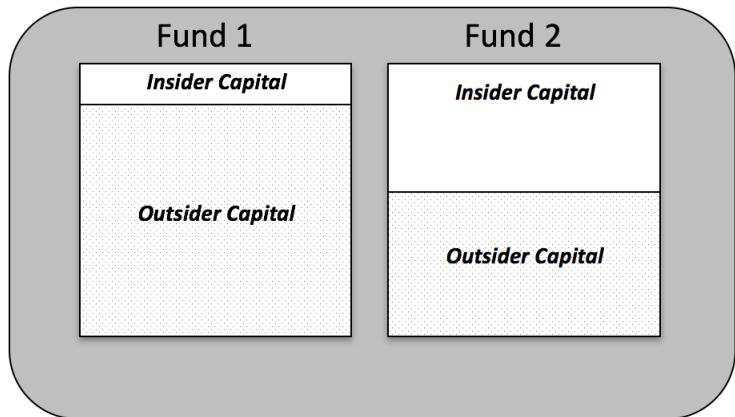 Fund 1
Fund 2
Insider Capital
Insider Capital
Outsider Capital
Outsider Capital